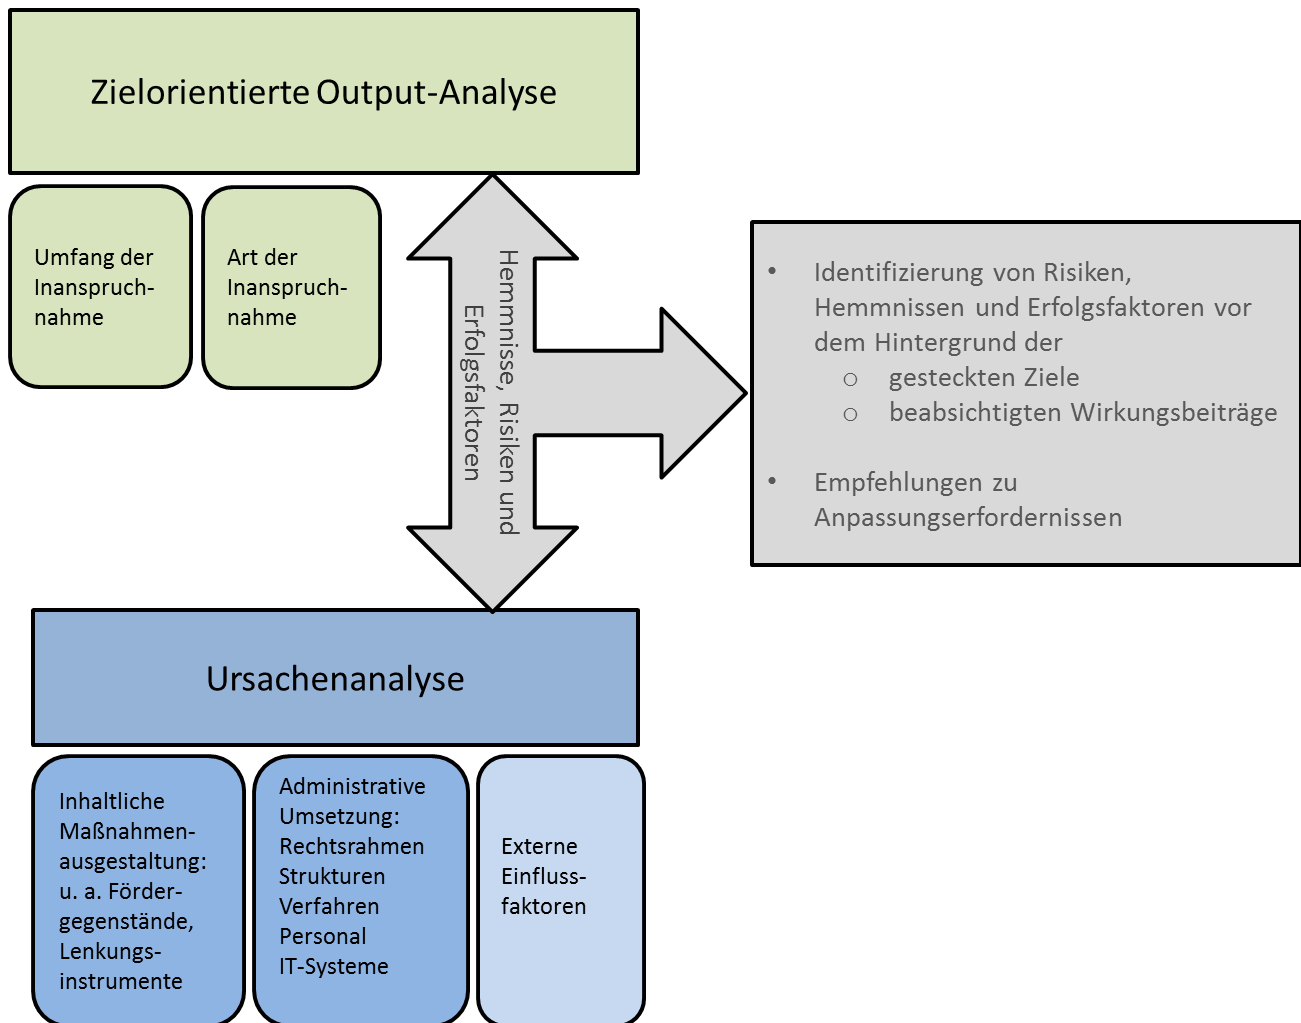 Zielorientierte Output-Analyse
Umfang der
Inanspruch-
nahme
Art der
Inanspruch-
nahme
Hemmnisse, Risiken und
Erfolgsfaktoren
• Identifizierung von Risiken,
Hemmnissen und Erfolgsfaktoren vor
dem Hintergrund der
o gesteckten Ziele
o beabsichtigten Wirkungsbeiträge
• Empfehlungen zu
Anpassungserfordernissen
Ursachenanalyse
Inhaltliche
Maßnahmen-
ausgestaltung:
u. a. Förder-
gegenstände,
Lenkungs-
instrumente
Administrative
Umsetzung:
Rechtsrahmen
Strukturen
Verfahren
Personal
IT-Systeme
Externe
Einfluss-
faktoren